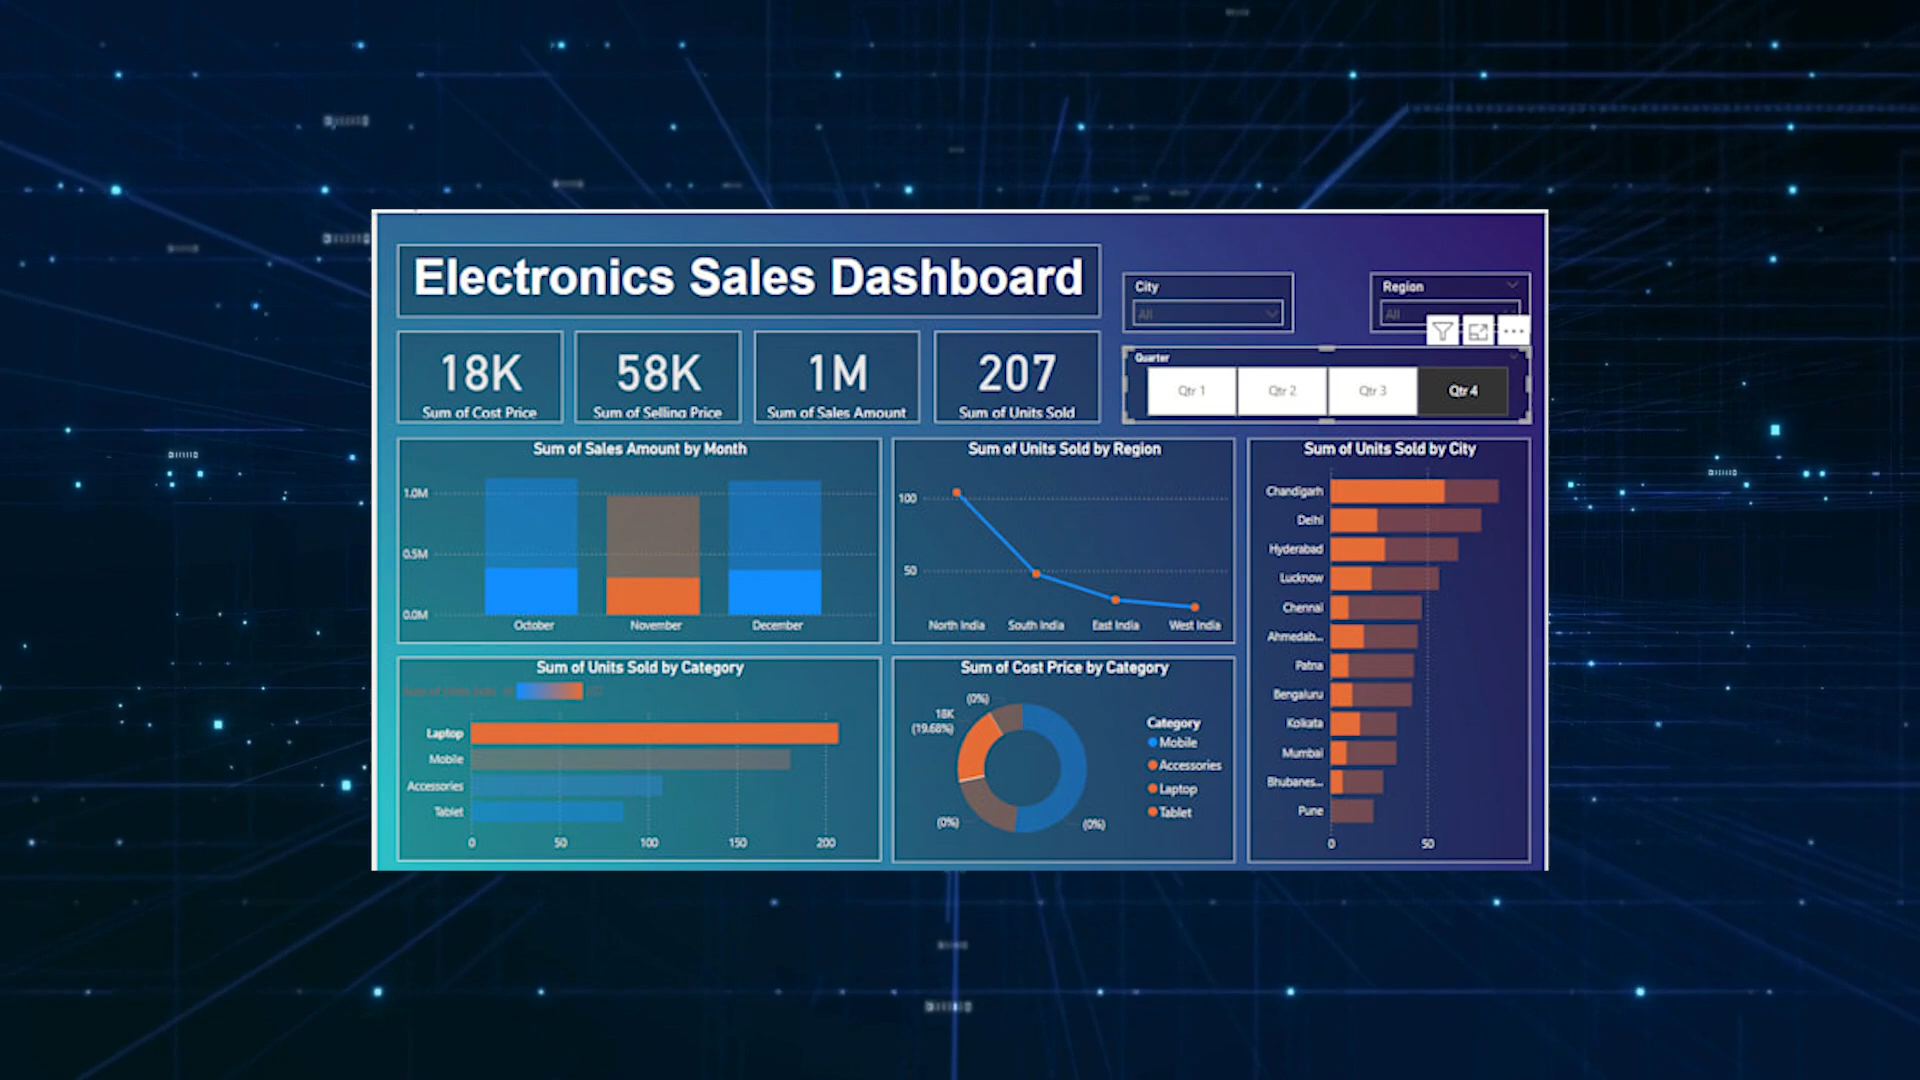 Electronics Sales Dashboard
City
All
Region
All
18K
Sum of Cost Price
58K
Sum of Selling Price
1M
Sum of Sales Amount
207
Sum of Units Sold
Quarter
Qtr 1
Qtr 2
Qtr 3
Qtr 4
Sum of Sales Amount by Month
1.0M
0.5M
0.0M
October
November
December
Sum of Units Sold by Region
100
50
North India
South India
East India
West India
Sum of Units Sold by City
Chandigarh
Delhi
Hyderabad
Lucknow
Chennai
Ahmedab...
Patna
Bengaluru
Kolkata
Mumbai
Bhubanes...
Pune
0
50
Sum of Units Sold by Category
Laptop
Mobile
Accessories
Tablet
0
50
100
150
200
Sum of Cost Price by Category
(0%)
18K
(19.68%)
(0%)
(0%)
Category
Mobile
Accessories
Laptop
Tablet